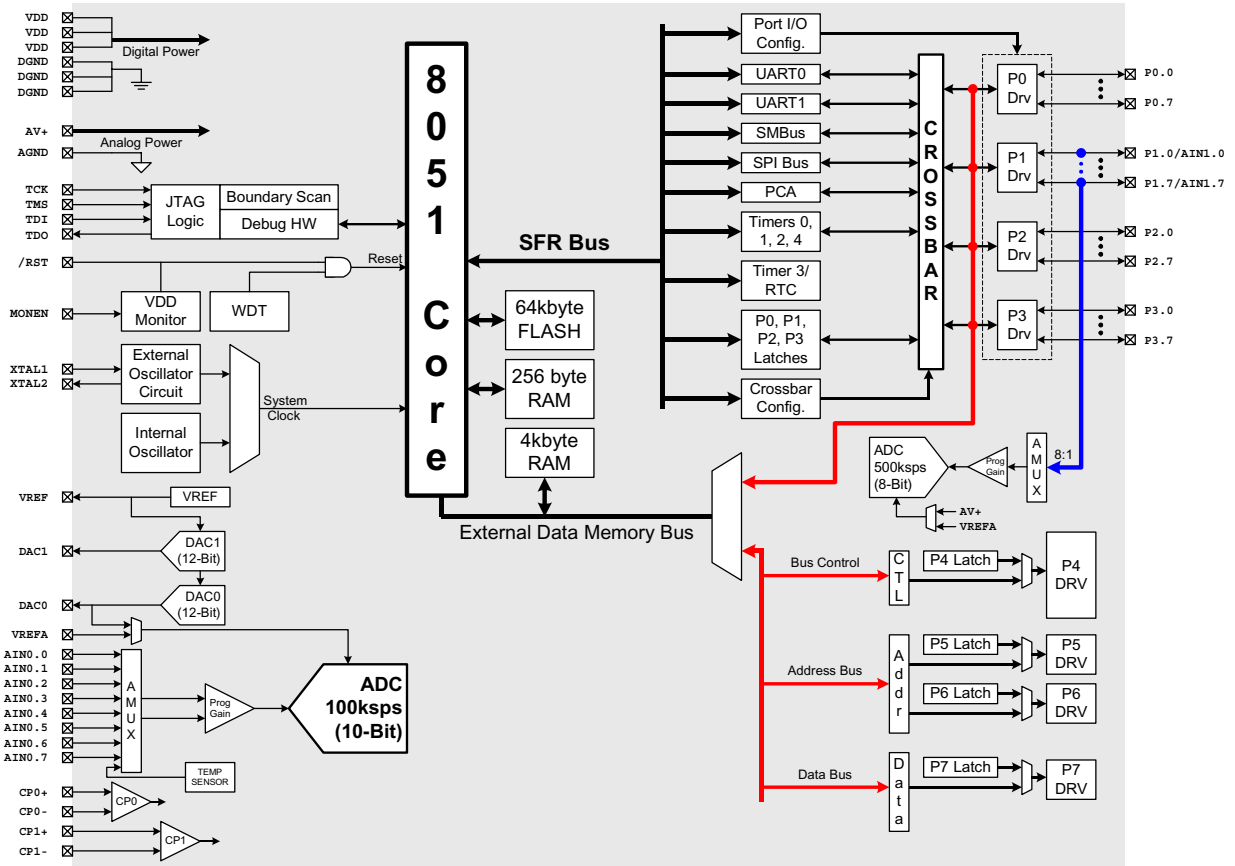 VDD
VDD
VDD
Digital Power
DGND
DGND
DGND
AV+
Analog Power
AGND
TCK
TMS
TDI
TDO
JTAG
Logic
Boundary Scan
Debug HW
/RST
Reset
MONEN
VDD
Monitor
WDT
XTAL1
XTAL2
External
Oscillator
Circuit
Internal
Oscillator
System
Clock
VREF
VREF
DAC1
DAC1
(12-Bit)
DAC0
DAC0
(12-Bit)
VREFA
AIN0.0
AIN0.1
AIN0.2
AIN0.3
AIN0.4
AIN0.5
AIN0.6
AIN0.7
AMUX
Prog
Gain
ADC
100ksps
(10-Bit)
TEMP
SENSOR
CP0+
CP0-
CP0
CP1+
CP1-
CP1
8051 Core
SFR Bus
64kbyte
FLASH
256 byte
RAM
4kbyte
RAM
External Data Memory Bus
Port I/O
Config.
UART0
UART1
SMBus
SPI Bus
PCA
Timers 0,
1, 2, 4
Timer 3/
RTC
P0, P1,
P2, P3
Latches
Crossbar
Config.
CROSSBAR
P0
Drv
P1
Drv
P2
Drv
P3
Drv
P0.0
P0.7
P1.0/AIN1.0
P1.7/AIN1.7
P2.0
P2.7
P3.0
P3.7
ADC
500ksps
(8-Bit)
Prog
Gain
AMUX
8:1
AV+
VREFA
Bus Control
CTL
P4 Latch
P4
DRV
Address Bus
Addr
P5 Latch
P5
DRV
P6 Latch
P6
DRV
Data Bus
Data
P7 Latch
P7
DRV